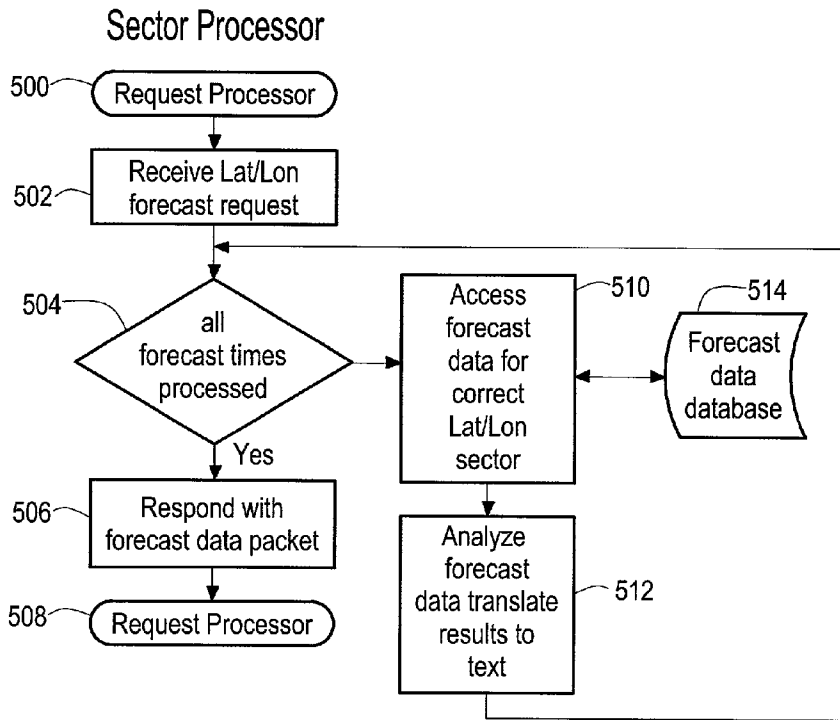 Sector Processor
500
Request Processor
502
Receive Lat/Lon
forecast request
504
all
forecast times
processed
Yes
506
Respond with
forecast data packet
508
Request Processor
510
Access
forecast
data for
correct
Lat/Lon
sector
514
Forecast
data
database
512
Analyze
forecast
data translate
results to
text